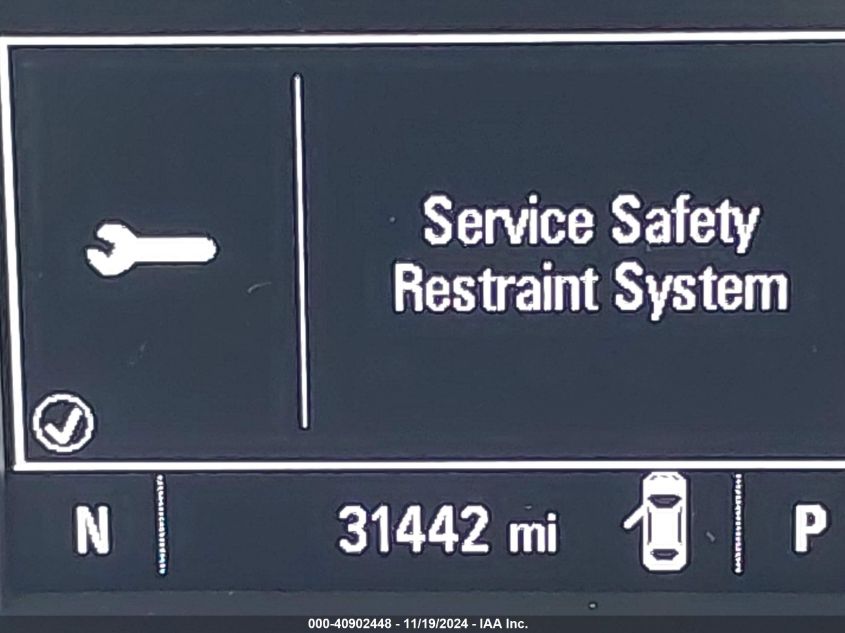 Service Safety
Restraint System
N 31442 mi P
000-40902448 - 11/19/2024 - IAA Inc.